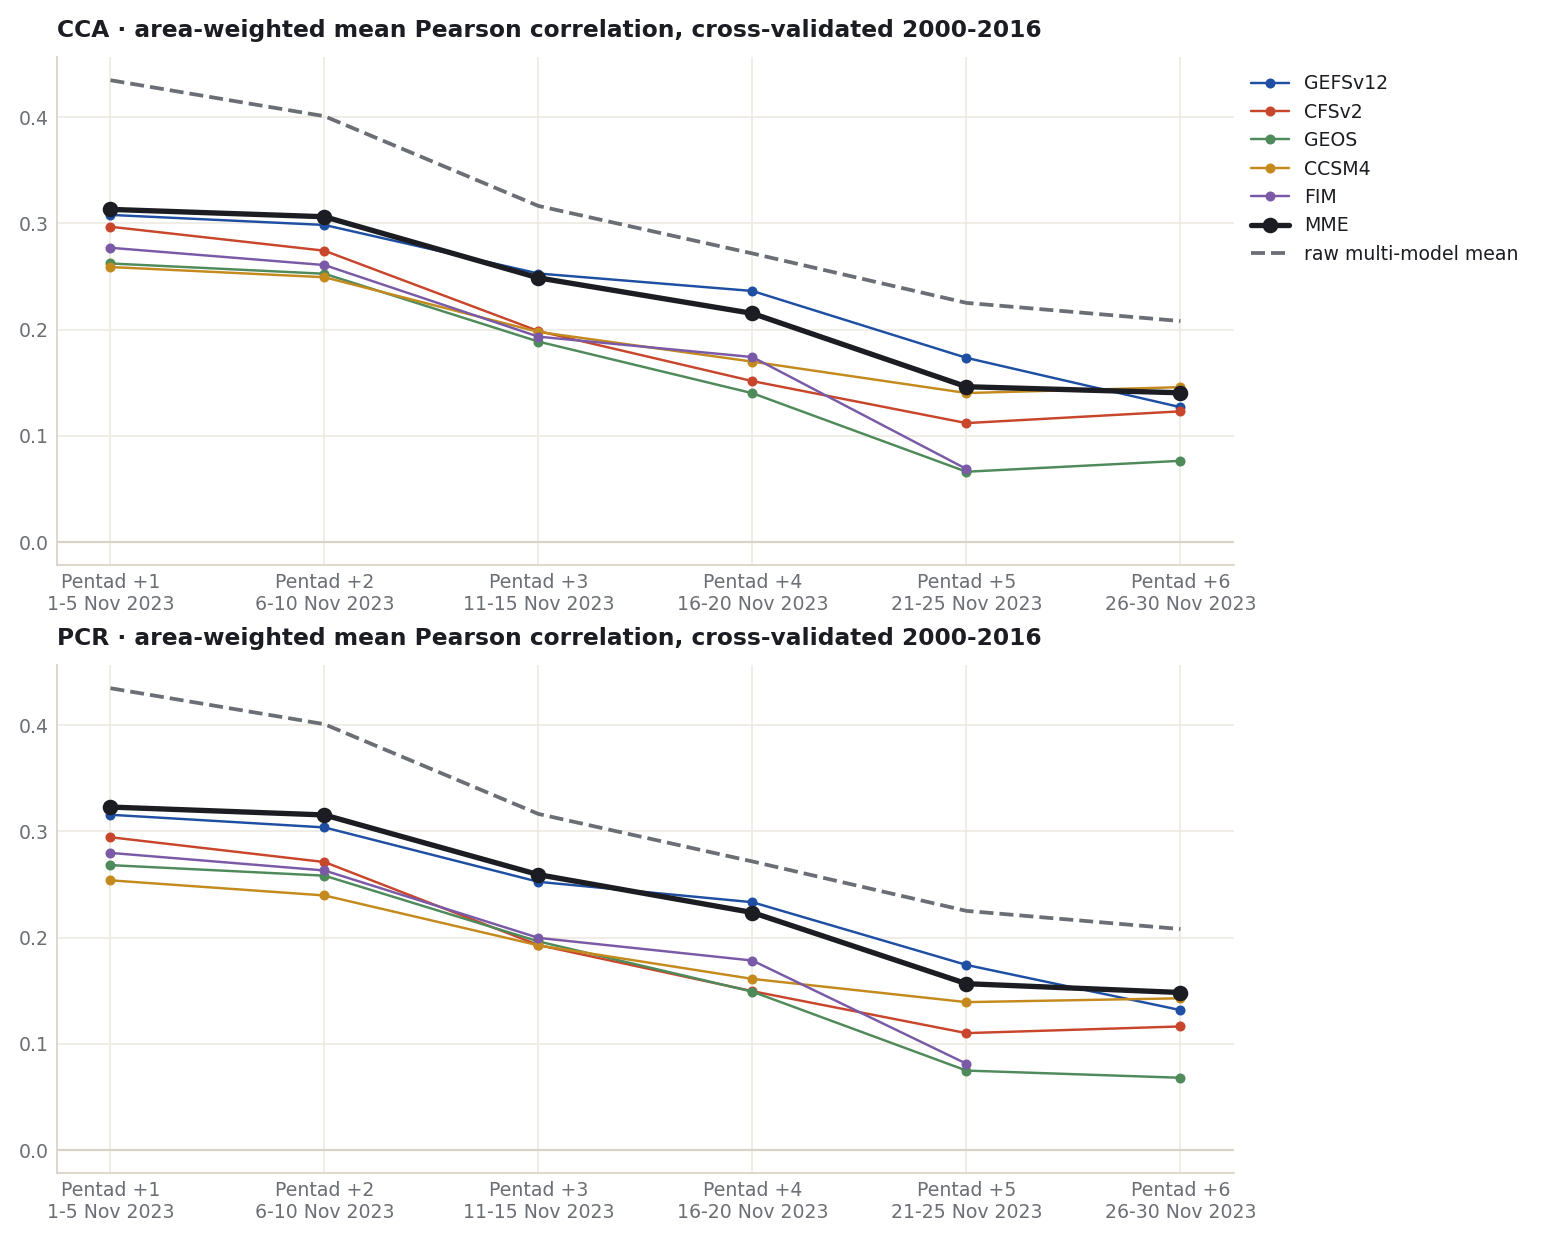 CCA · area-weighted mean Pearson correlation, cross-validated 2000-2016
GEFSv12
CFSv2
GEOS
CCSM4
FIM
MME
raw multi-model mean
0.4
0.3
0.2
0.1
0.0
Pentad +1
1-5 Nov 2023
Pentad +2
6-10 Nov 2023
Pentad +3
11-15 Nov 2023
Pentad +4
16-20 Nov 2023
Pentad +5
21-25 Nov 2023
Pentad +6
26-30 Nov 2023
PCR · area-weighted mean Pearson correlation, cross-validated 2000-2016
0.4
0.3
0.2
0.1
0.0
Pentad +1
1-5 Nov 2023
Pentad +2
6-10 Nov 2023
Pentad +3
11-15 Nov 2023
Pentad +4
16-20 Nov 2023
Pentad +5
21-25 Nov 2023
Pentad +6
26-30 Nov 2023